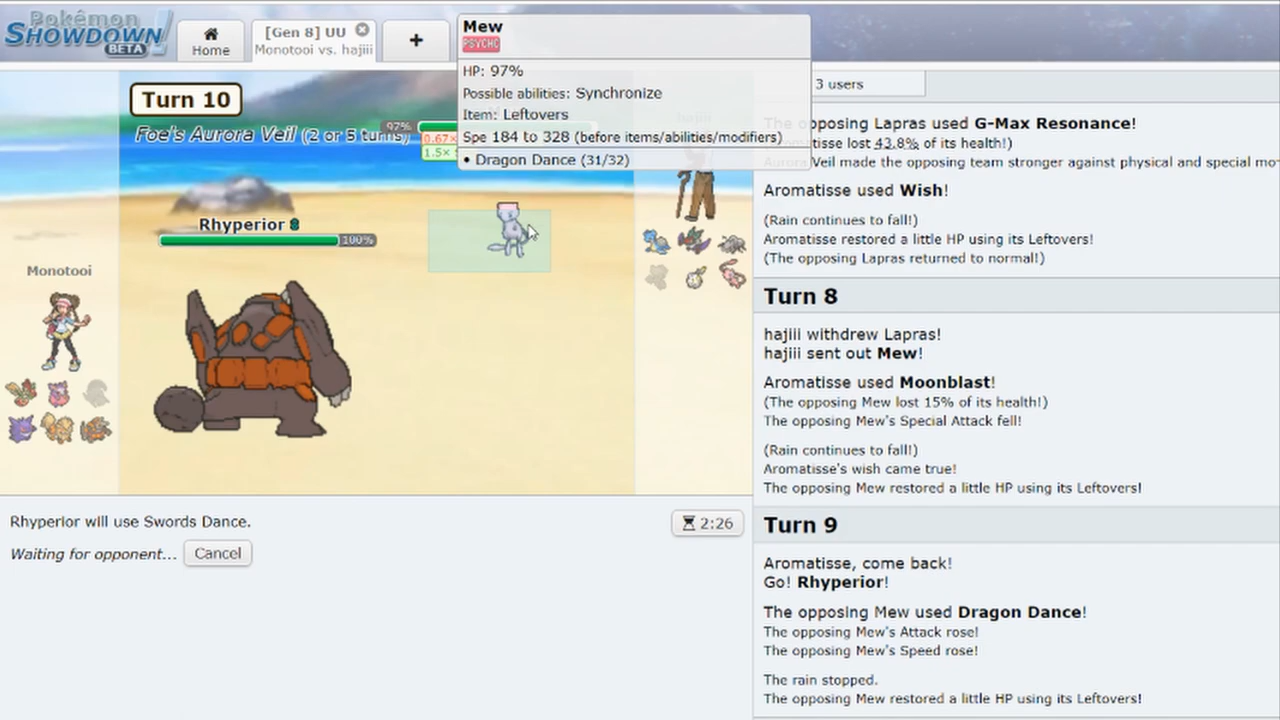 Pokémon
SHOWDOWN
BETA
Home
[Gen 8] UU
Monotooi vs. hajiii
+
Mew
PSYCHC
HP: 97%
Possible abilities: Synchronize
Item: Leftovers
Spe 184 to 328 (before items/abilities/modifiers)
• Dragon Dance (31/32)
3 users
Turn 10
Foe's Aurora Veil (2 or 5 turns)
97%
0.67×
1.5×
hajiii
Rhyperior
100%
Monotooi
Rhyperior will use Swords Dance.
Waiting for opponent... Cancel
2:26
The opposing Lapras used G-Max Resonance!
atisse lost 43.8% of its health!)
Aurora Veil made the opposing team stronger against physical and special mo
Aromatisse used Wish!
(Rain continues to fall!)
Aromatisse restored a little HP using its Leftovers!
(The opposing Lapras returned to normal!)
Turn 8
hajiii withdrew Lapras!
hajiii sent out Mew!
Aromatisse used Moonblast!
(The opposing Mew lost 15% of its health!)
The opposing Mew's Special Attack fell!
(Rain continues to fall!)
Aromatisse's wish came true!
The opposing Mew restored a little HP using its Leftovers!
Turn 9
Aromatisse, come back!
Go! Rhyperior!
The opposing Mew used Dragon Dance!
The opposing Mew's Attack rose!
The opposing Mew's Speed rose!
The rain stopped.
The opposing Mew restored a little HP using its Leftovers!